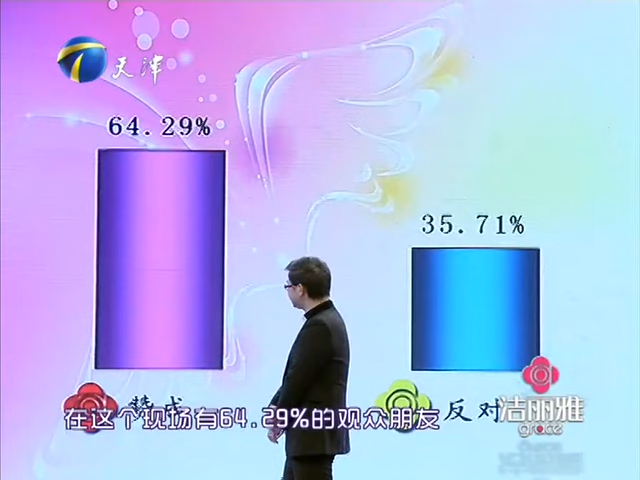 天津
64.29%
35.71%
赞成
反对
洁丽雅
grace
在这个现场有64.29%的观众朋友